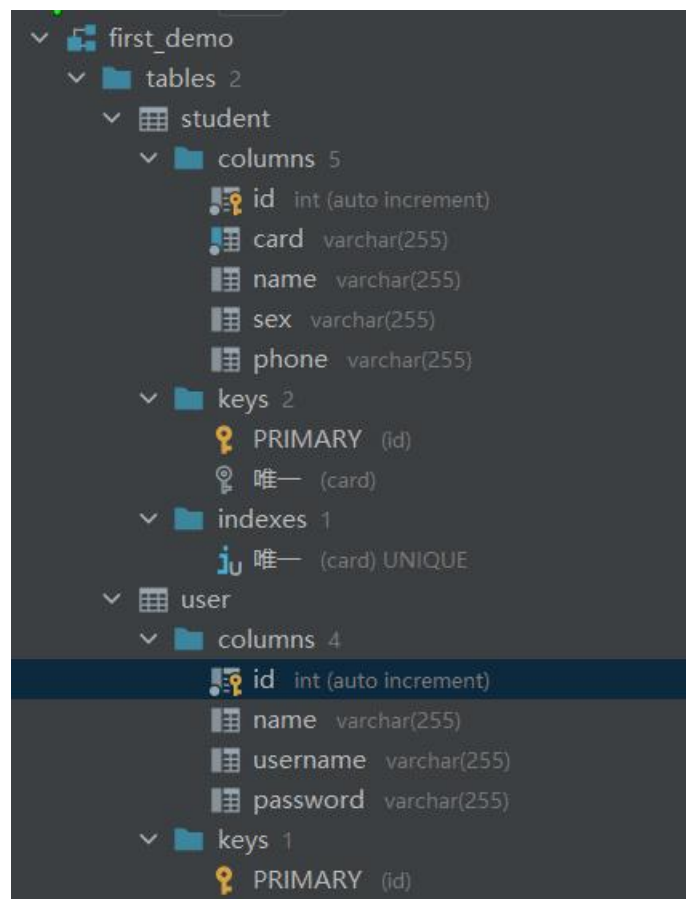 first_demo
tables 2
student
columns 5
id int (auto increment)
card varchar(255)
name varchar(255)
sex varchar(255)
phone varchar(255)
keys 2
PRIMARY (id)
唯一 (card)
indexes 1
唯一 (card) UNIQUE
user
columns 4
id int (auto increment)
name varchar(255)
username varchar(255)
password varchar(255)
keys 1
PRIMARY (id)